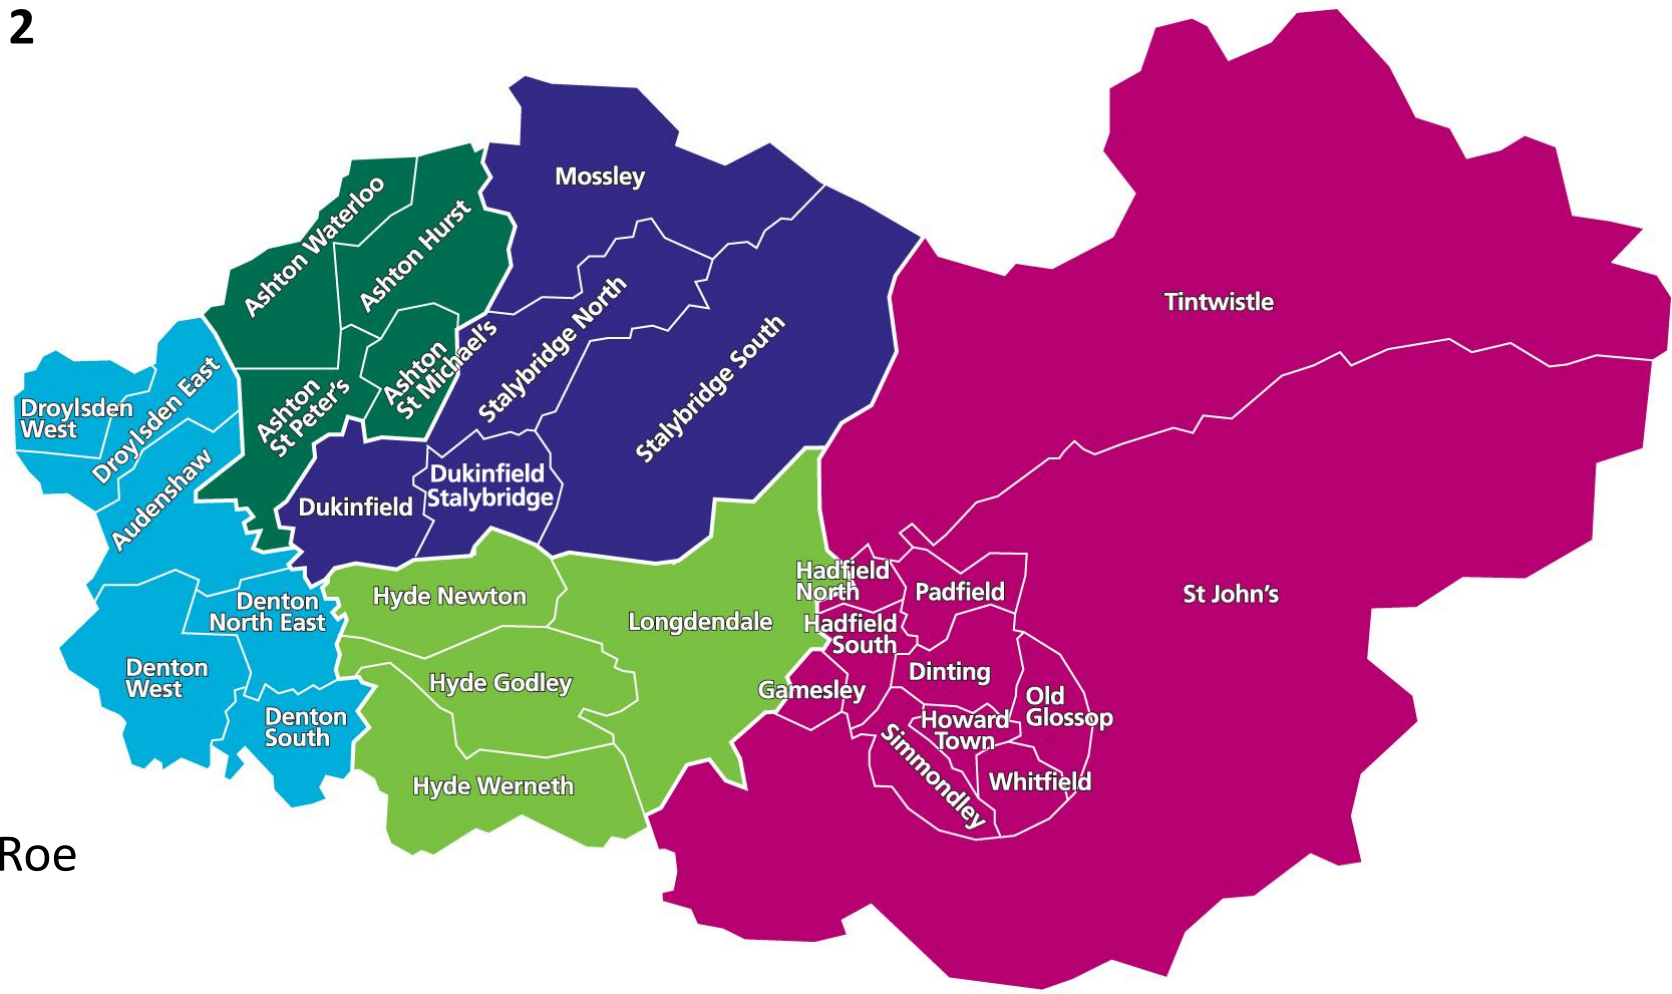 2
Mossley
Ashton Waterloo
Ashton Hurst
Tintwistle
Stalybridge North
Stalybridge South
Ashton
St Michael's
Ashton
St Peter's
Droylsden
West
Droylsden East
Audenshaw
Dukinfield
Dukinfield
Stalybridge
Hadfield
North
Padfield
St John's
Hyde Newton
Denton
North East
Longdendale
Hadfield
South
Denton
West
Hyde Godley
Gamesley
Dinting
Old
Glossop
Denton
South
Howard
Town
Simmondley
Whitfield
Hyde Werneth
Roe